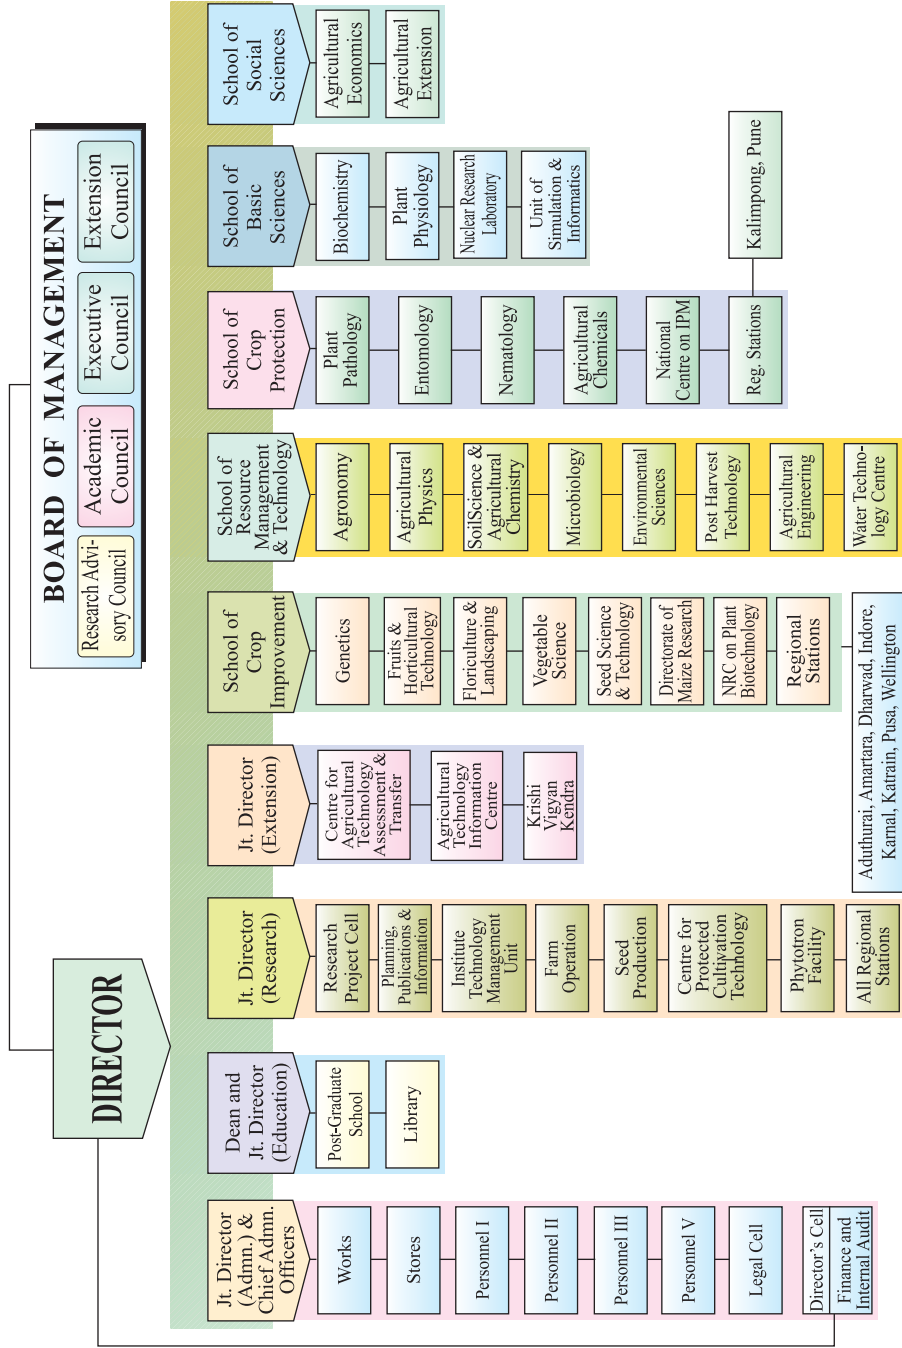 BOARD OF MANAGEMENT
Research Advi-
sory Council
Academic
Council
Executive
Council
Extension
Council
DIRECTOR
Jt. Director
(Admn.) &
Chief Admn.
Officers
Works
Stores
Personnel I
Personnel II
Personnel III
Personnel V
Legal Cell
Director's Cell
Finance and
Internal Audit
Dean and
Jt. Director
(Education)
Post-Graduate
School
Library
Jt. Director
(Research)
Research
Project Cell
Planning,
Publications &
Information
Institute
Technology
Management
Unit
Farm
Operation
Seed
Production
Centre for
Protected
Cultivation
Technology
Phytotron
Facility
All Regional
Stations
Jt. Director
(Extension)
Centre for
Agricultural
Technology
Assessment &
Transfer
Agricultural
Technology
Information
Centre
Krishi
Vigyan
Kendra
School of
Crop
Improvement
Genetics
Fruits &
Horticultural
Technology
Floriculture &
Landscaping
Vegetable
Science
Seed Science
& Technology
Directorate of
Maize Research
NRC on Plant
Biotechnology
Regional
Stations
Aduthurai, Amartara, Dharwad, Indore,
Karnal, Katrain, Pusa, Wellington
School of
Resource
Management
& Technology
Agronomy
Agricultural
Physics
SoilScience &
Agricultural
Chemistry
Microbiology
Environmental
Sciences
Post Harvest
Technology
Agricultural
Engineering
Water Techno-
logy Centre
School of
Crop
Protection
Plant
Pathology
Entomology
Nematology
Agricultural
Chemicals
National
Centre on IPM
Reg. Stations
Kalimpong, Pune
School of
Basic
Sciences
Biochemistry
Plant
Physiology
Nuclear Research
Laboratory
Unit of
Simulation &
Informatics
School of
Social
Sciences
Agricultural
Economics
Agricultural
Extension